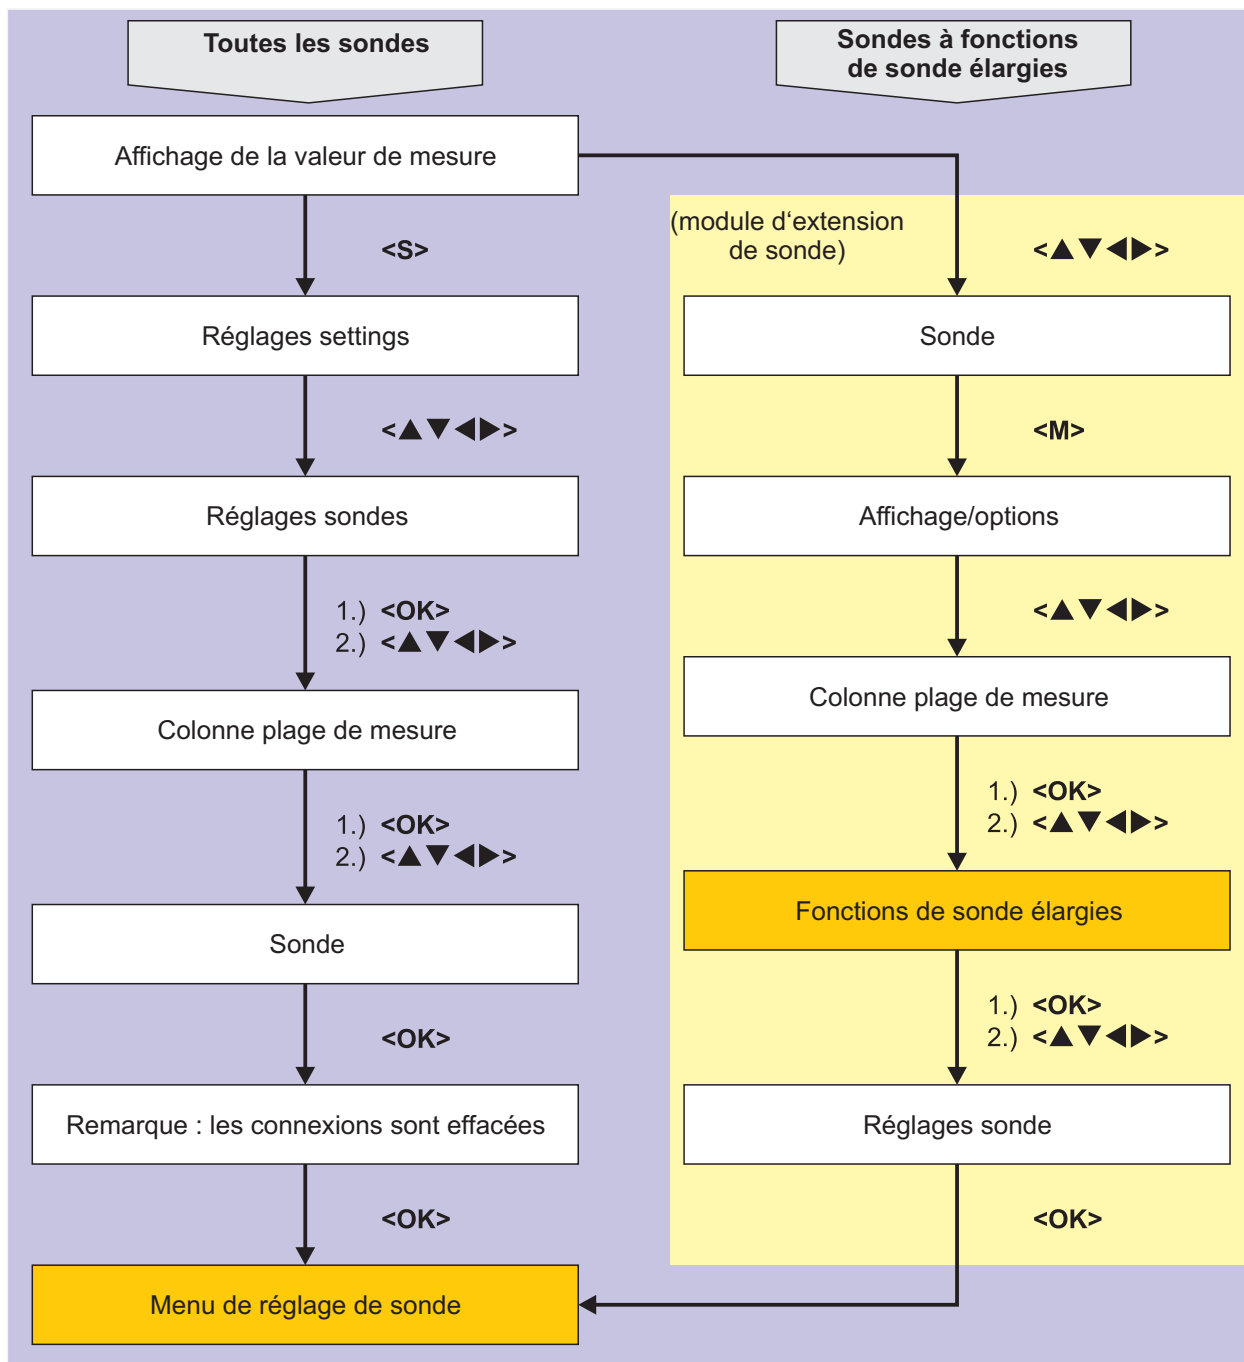 Toutes les sondes
Affichage de la valeur de mesure
<S>
Réglages settings
<▲▼◀▶>
Réglages sondes
1.) <OK>
2.) <▲▼◀▶>
Colonne plage de mesure
1.) <OK>
2.) <▲▼◀▶>
Sonde
<OK>
Remarque : les connexions sont effacées
<OK>
Menu de réglage de sonde
Sondes à fonctions
de sonde élargies
(module d‘extension
de sonde)
<▲▼◀▶>
Sonde
<M>
Affichage/options
<▲▼◀▶>
Colonne plage de mesure
1.) <OK>
2.) <▲▼◀▶>
Fonctions de sonde élargies
1.) <OK>
2.) <▲▼◀▶>
Réglages sonde
<OK>